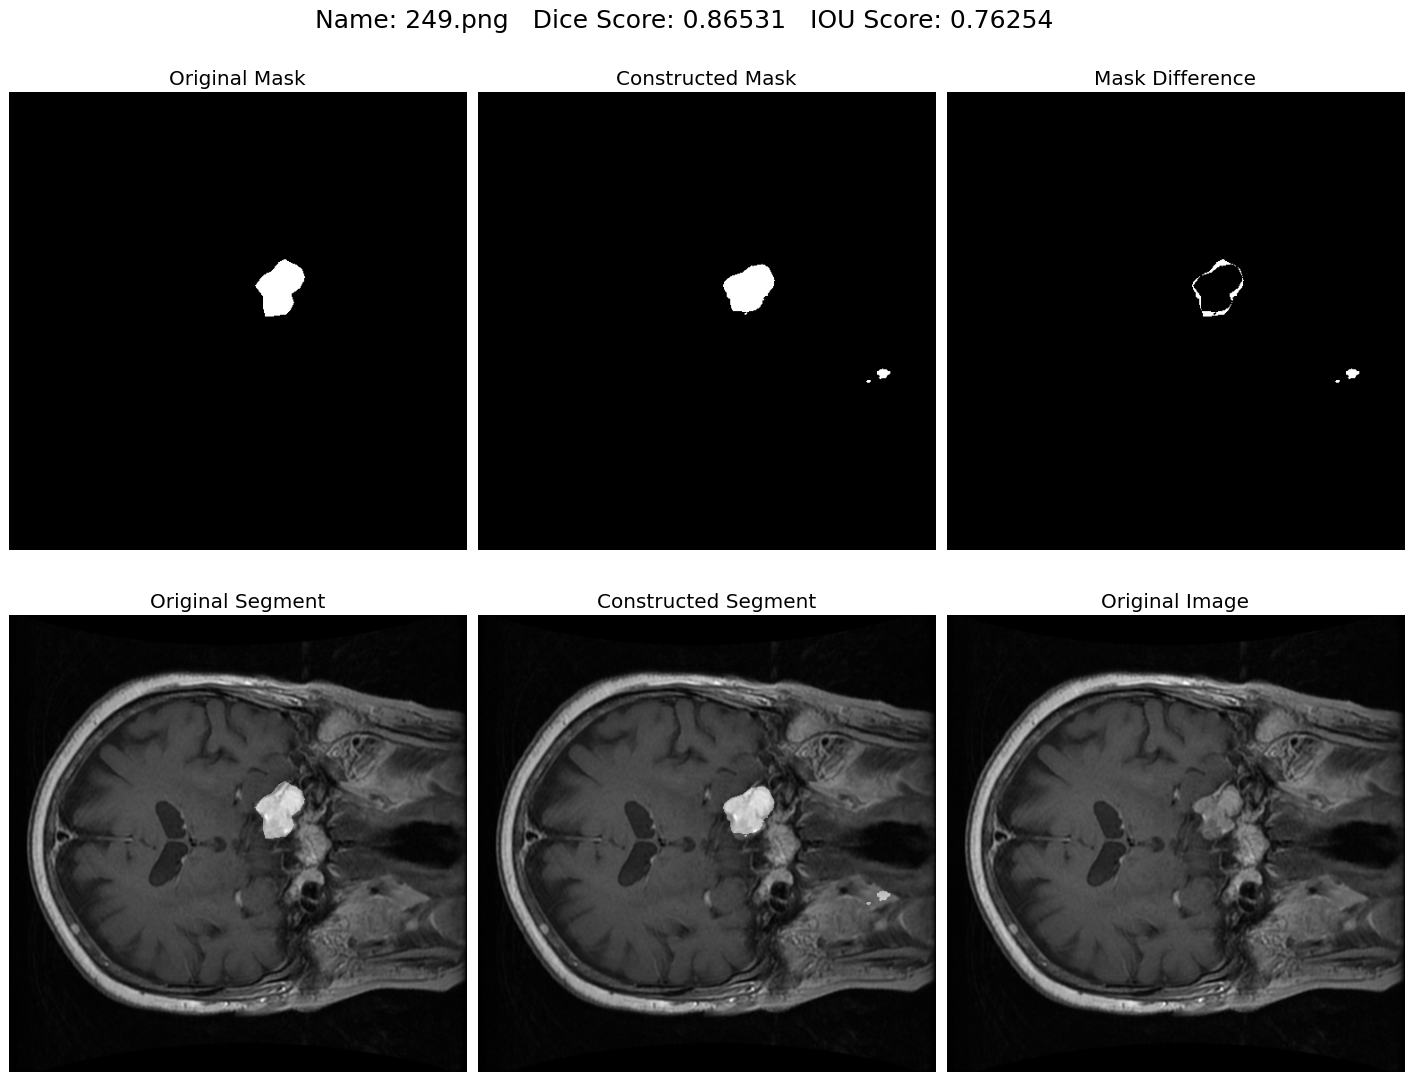 Name: 249.png   Dice Score: 0.86531   IOU Score: 0.76254
Original Mask
Constructed Mask
Mask Difference
Original Segment
Constructed Segment
Original Image